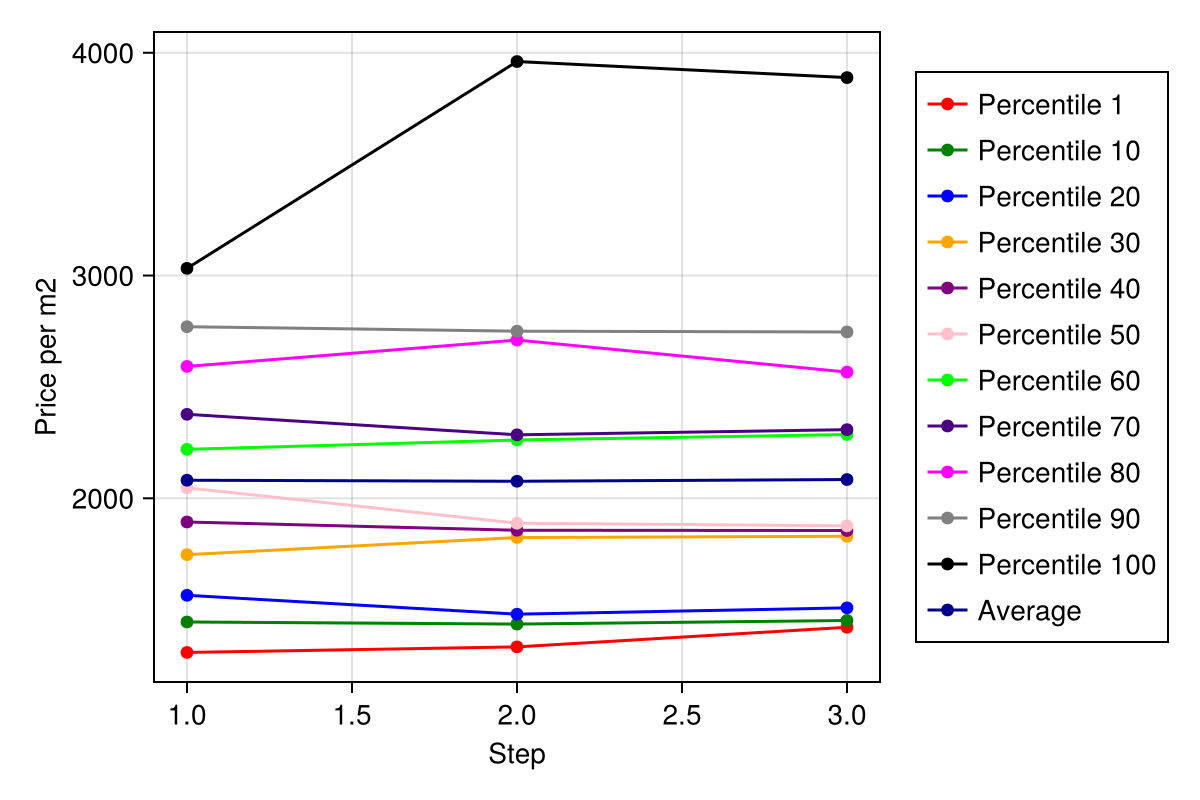 4000
3000
2000
Price per m2
1.0
1.5
2.0
2.5
3.0
Step
Percentile 1
Percentile 10
Percentile 20
Percentile 30
Percentile 40
Percentile 50
Percentile 60
Percentile 70
Percentile 80
Percentile 90
Percentile 100
Average